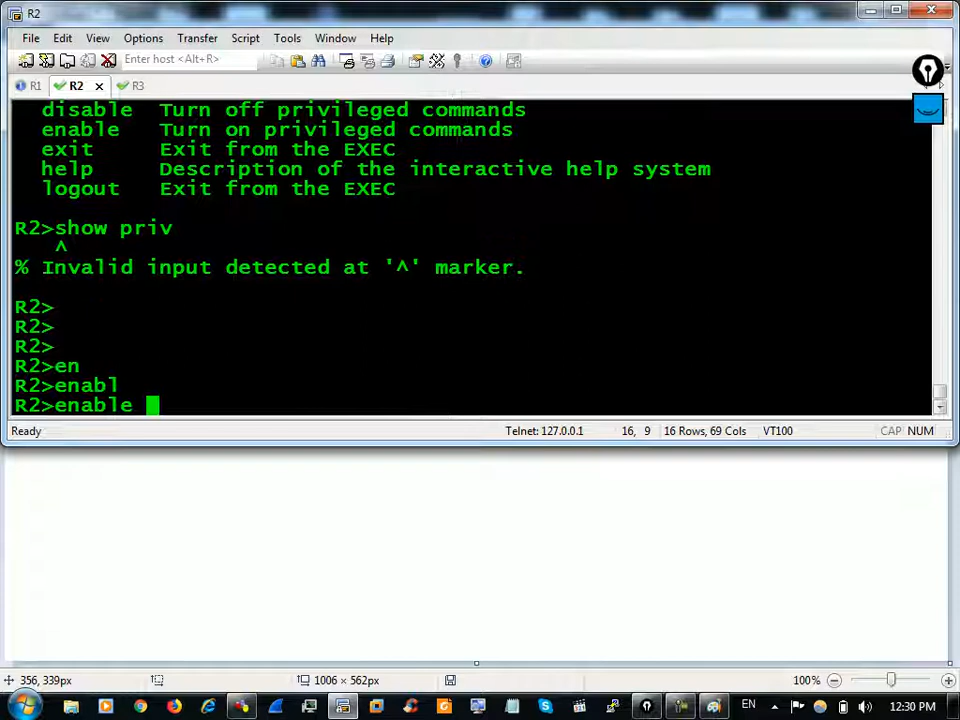 R2
File Edit View Options Transfer Script Tools Window Help
Enter host <Alt+R>
R1 R2 × R3
disable Turn off privileged commands
enable Turn on privileged commands
exit Exit from the EXEC
help Description of the interactive help system
logout Exit from the EXEC
R2>show priv
^
% Invalid input detected at '^' marker.
R2>
R2>
R2>
R2>en
R2>enabl
R2>enable
Ready Telnet: 127.0.0.1 16, 9 16 Rows, 69 Cols VT100 CAP NUM
356, 339px 1006 × 562px 100%
EN 12:30 PM